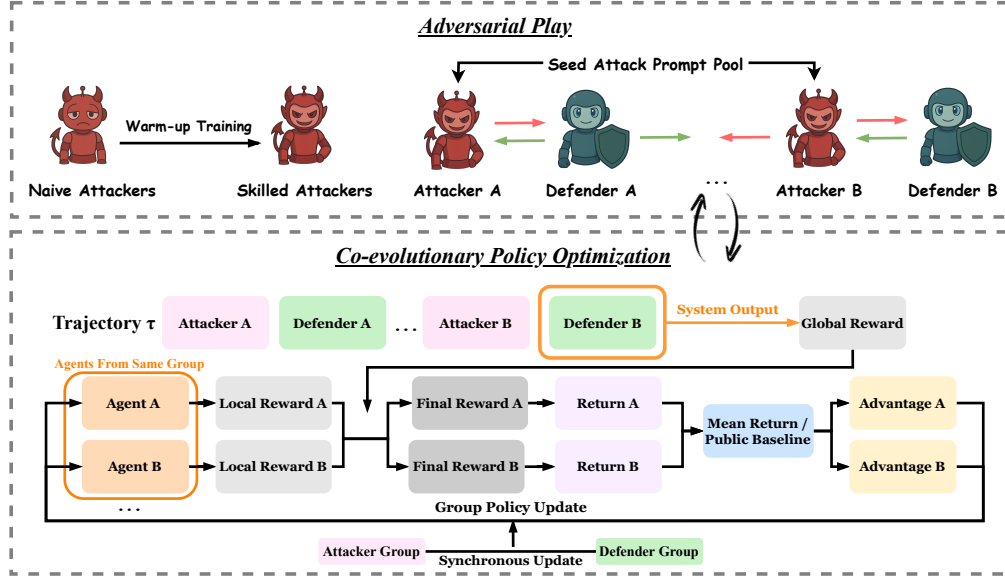 Adversarial Play
Seed Attack Prompt Pool
Warm-up Training
Naive Attackers
Skilled Attackers
Attacker A
Defender A
...
Attacker B
Defender B
Co-evolutionary Policy Optimization
Trajectory τ
Attacker A
Defender A
...
Attacker B
Defender B
System Output
Global Reward
Agents From Same Group
Agent A
Local Reward A
Final Reward A
Return A
Mean Return /
Public Baseline
Advantage A
Agent B
Local Reward B
Final Reward B
Return B
Advantage B
...
Group Policy Update
Attacker Group
Synchronous Update
Defender Group